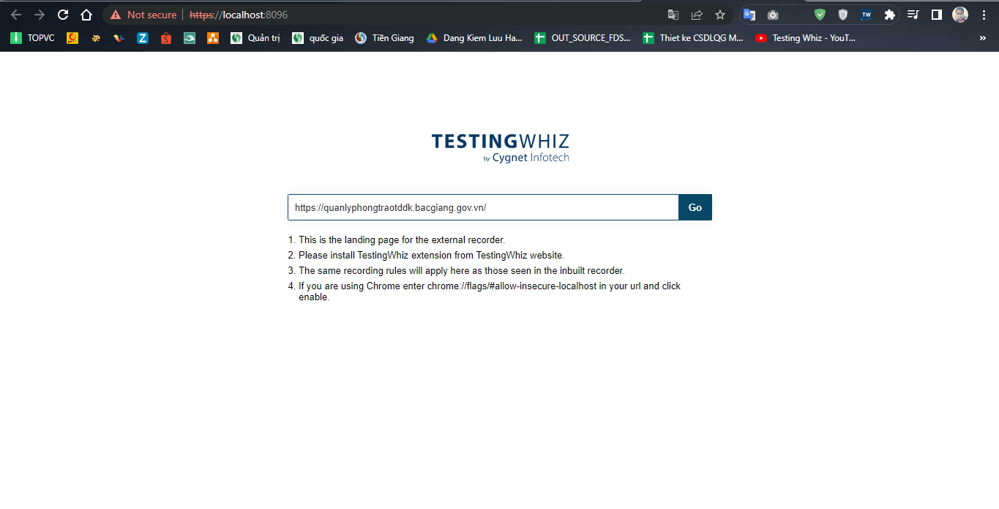 Not secure | https://localhost:8096
TW
TOPVC Quản trị quốc gia Tiền Giang Dang Kiem Luu Ha... OUT_SOURCE_FDS... Thiet ke CSDLQG M... Testing Whiz - YouT... »
TESTINGWHIZ
by Cygnet Infotech
https://quanlyphongtraotddk.bacgiang.gov.vn/ Go
1. This is the landing page for the external recorder.
2. Please install TestingWhiz extension from TestingWhiz website.
3. The same recording rules will apply here as those seen in the inbuilt recorder.
4. If you are using Chrome enter chrome://flags/#allow-insecure-localhost in your url and click
enable.